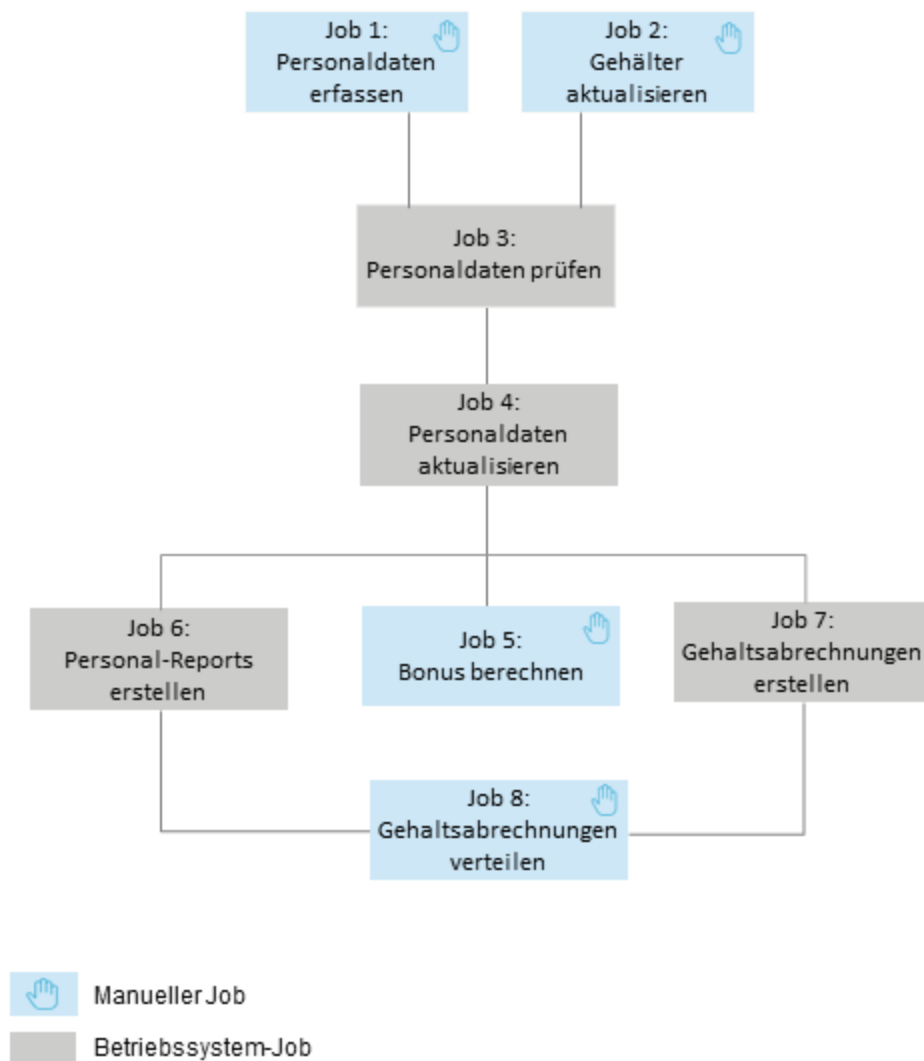 Job 1:
Personaldaten
erfassen
Job 2:
Gehälter
aktualisieren
Job 3:
Personaldaten prüfen
Job 4:
Personaldaten
aktualisieren
Job 6:
Personal-Reports
erstellen
Job 5:
Bonus berechnen
Job 7:
Gehaltsabrechnungen
erstellen
Job 8:
Gehaltsabrechnungen
verteilen
Manueller Job
Betriebssystem-Job